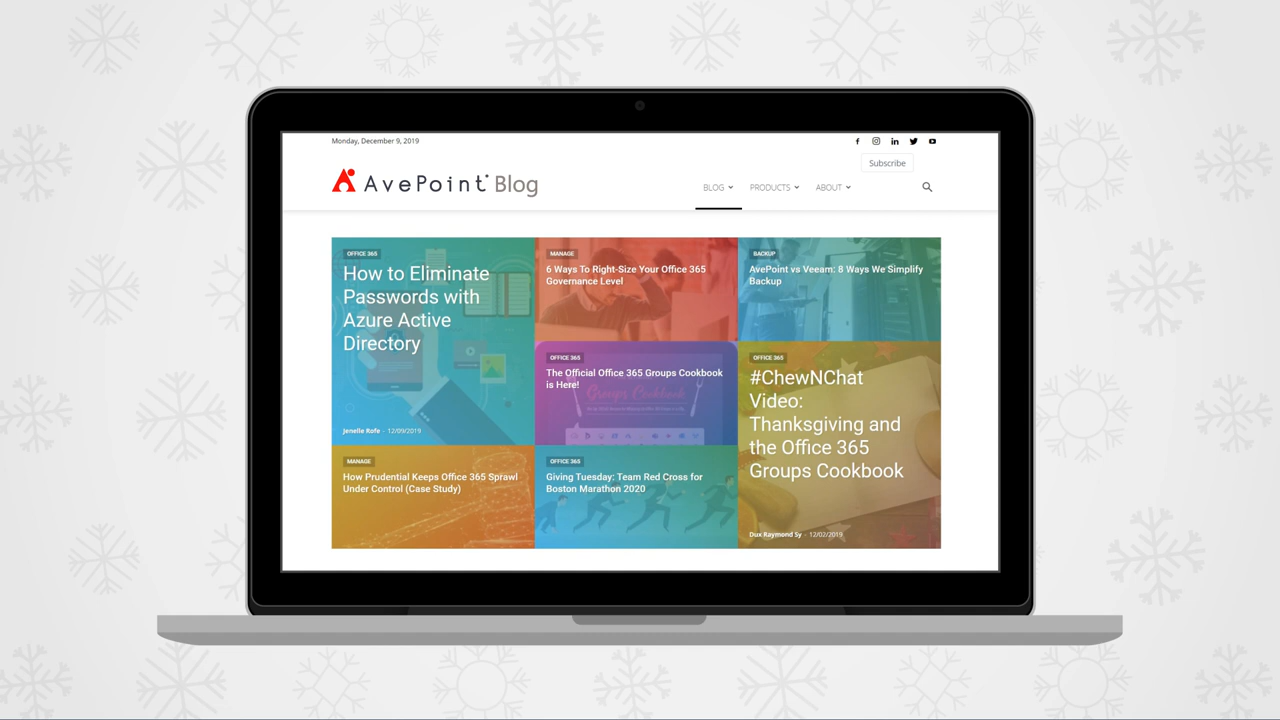 Monday, December 9, 2019
Subscribe
AvePoint Blog
BLOG
PRODUCTS
ABOUT
OFFICE 365
How to Eliminate
Passwords with
Azure Active
Directory
Jenelle Rofe - 12/09/2019
MANAGE
6 Ways To Right-Size Your Office 365
Governance Level
BACKUP
AvePoint vs Veeam: 8 Ways We Simplify
Backup
OFFICE 365
The Official Office 365 Groups Cookbook
is Here!
Groups Cookbook
OFFICE 365
#ChewNChat
Video:
Thanksgiving and
the Office 365
Groups Cookbook
Dux Raymond Sy - 12/02/2019
MANAGE
How Prudential Keeps Office 365 Sprawl
Under Control (Case Study)
OFFICE 365
Giving Tuesday: Team Red Cross for
Boston Marathon 2020